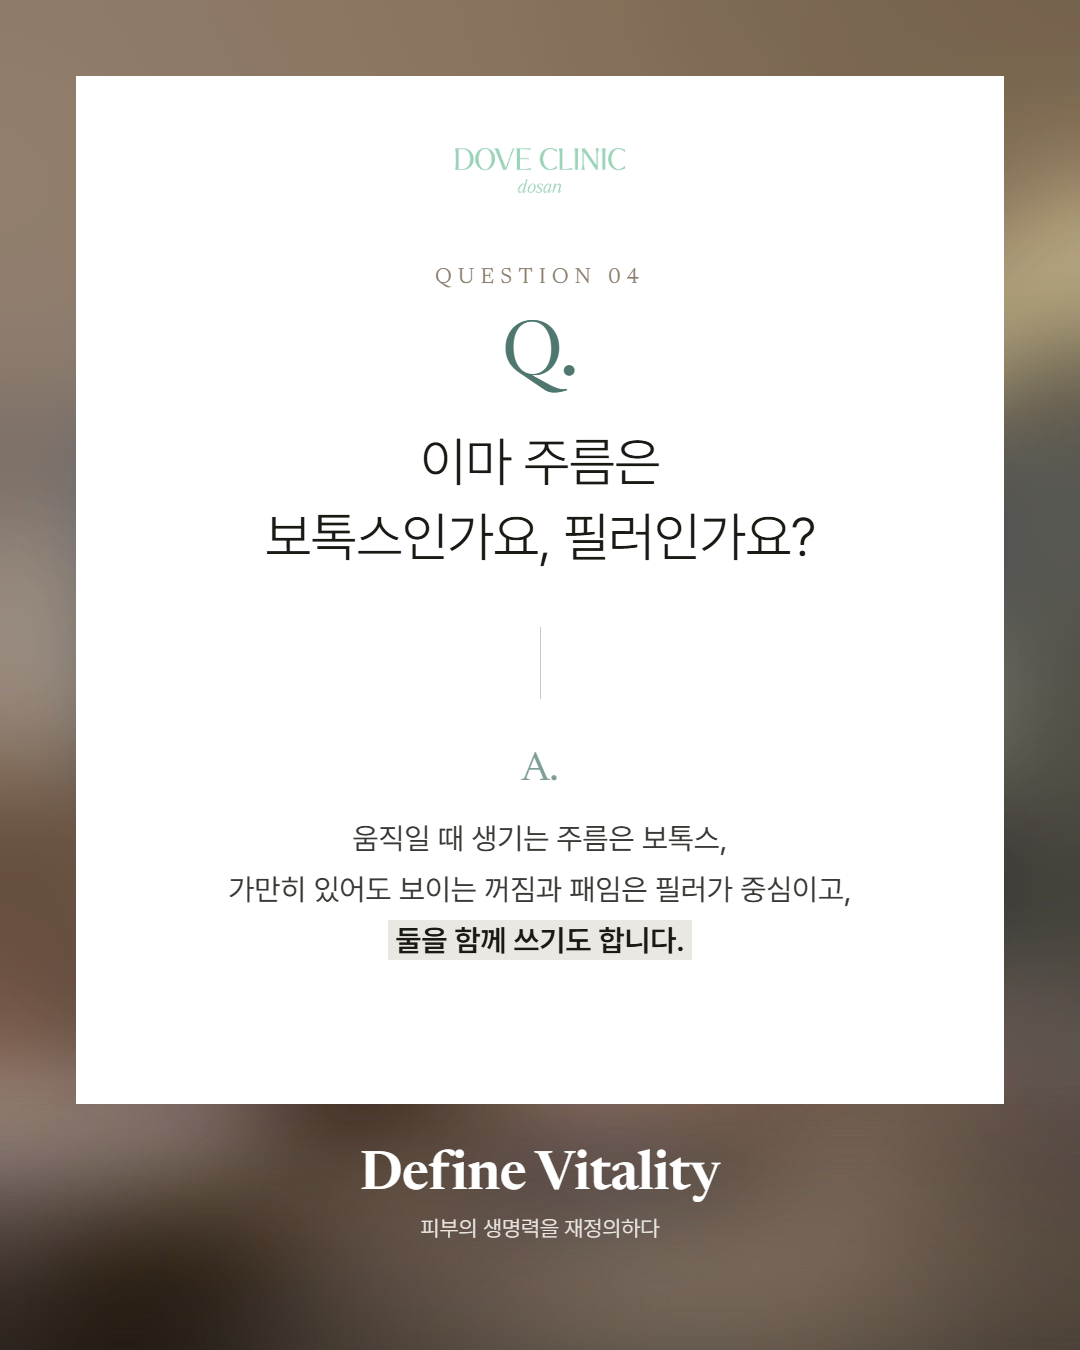 DOVE CLINIC
dosan
QUESTION 04
Q.
이마 주름은
보톡스인가요, 필러인가요?
A.
움직일 때 생기는 주름은 보톡스,
가만히 있어도 보이는 꺼짐과 패임은 필러가 중심이고,
둘을 함께 쓰기도 합니다.
Define Vitality
피부의 생명력을 재정의하다